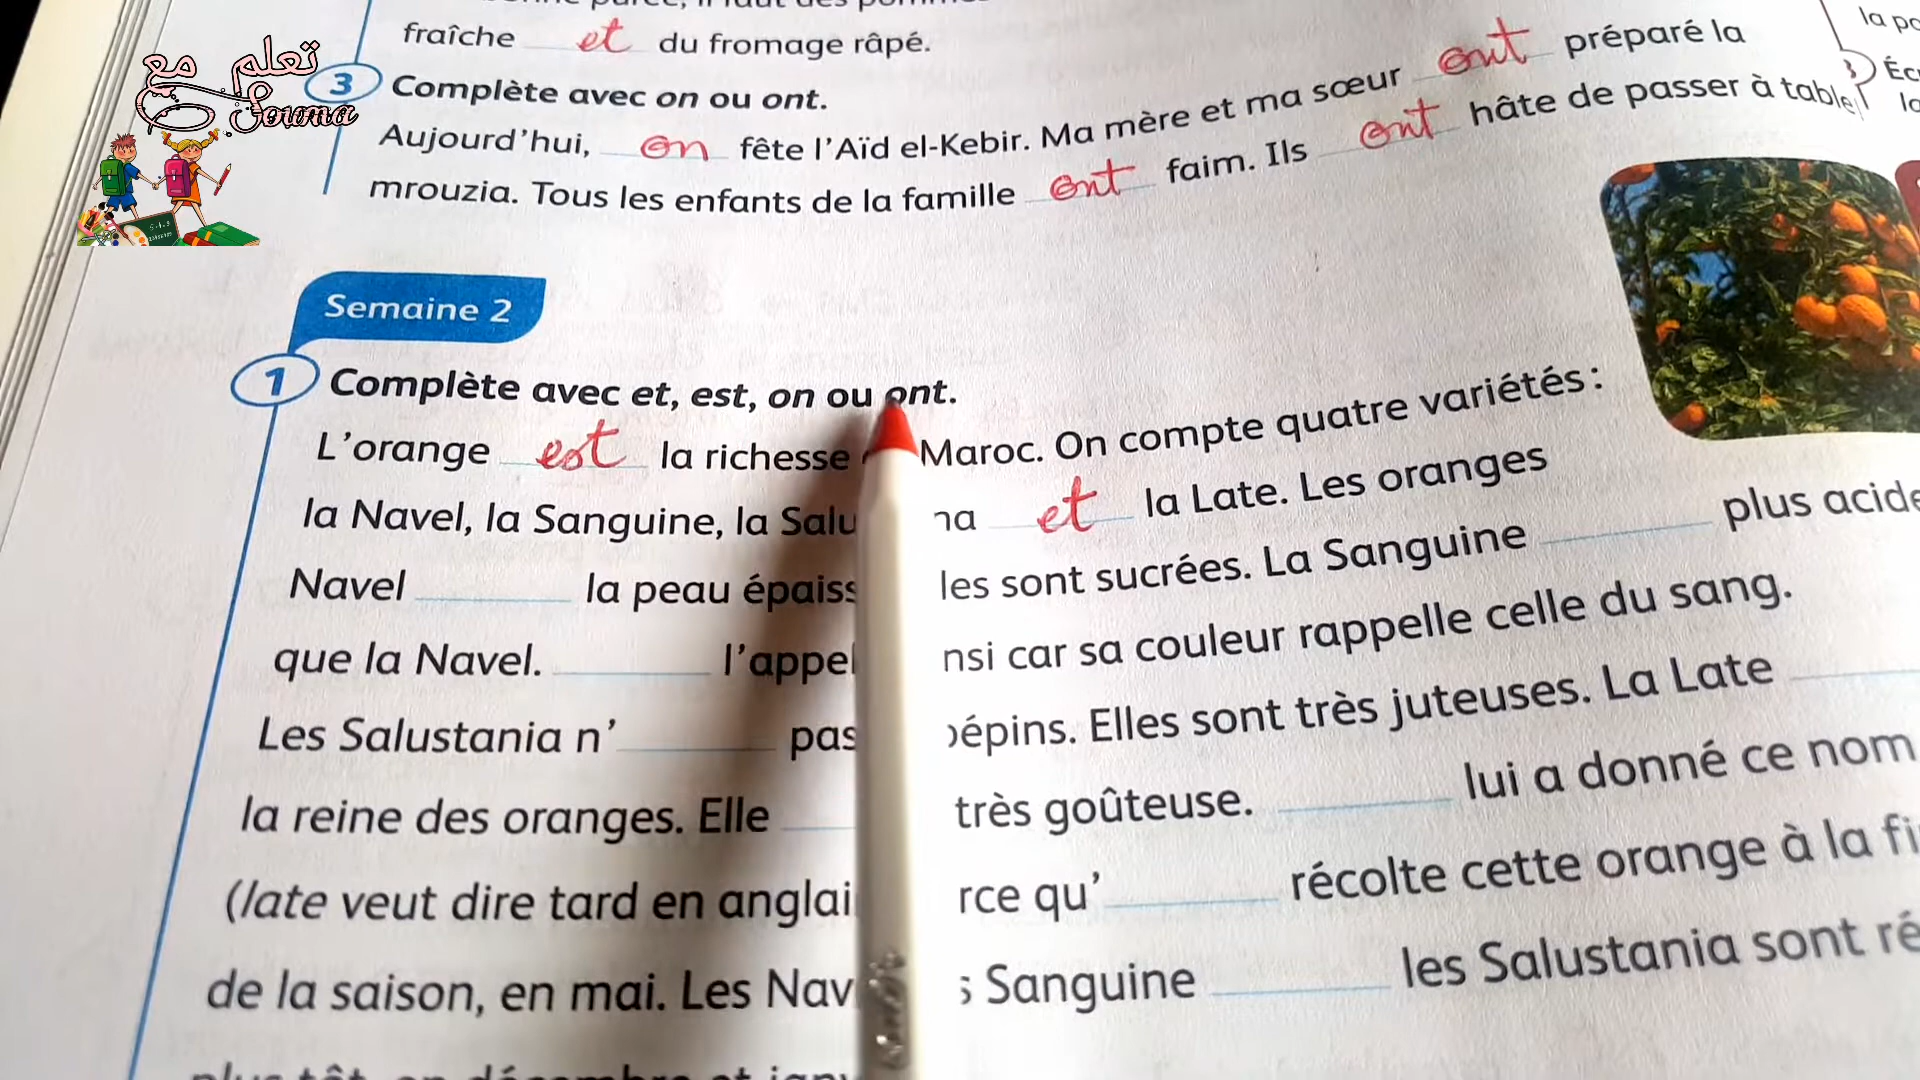 fraîche et du fromage râpé.
تعلم مع
Souma
3 Complète avec on ou ont.
Aujourd'hui, on fête l'Aïd el-Kebir. Ma mère et ma sœur ont préparé la
mrouzia. Tous les enfants de la famille ont faim. Ils ont hâte de passer à table
Semaine 2
1 Complète avec et, est, on ou ont.
L'orange est la richesse Maroc. On compte quatre variétés :
la Navel, la Sanguine, la Salu na et la Late. Les oranges
Navel la peau épaiss les sont sucrées. La Sanguine plus acide
que la Navel. l'appel nsi car sa couleur rappelle celle du sang.
Les Salustania n' pas pépins. Elles sont très juteuses. La Late
la reine des oranges. Elle très goûteuse. lui a donné ce nom
(late veut dire tard en anglai rce qu' récolte cette orange à la fi
de la saison, en mai. Les Nav s Sanguine les Salustania sont ré